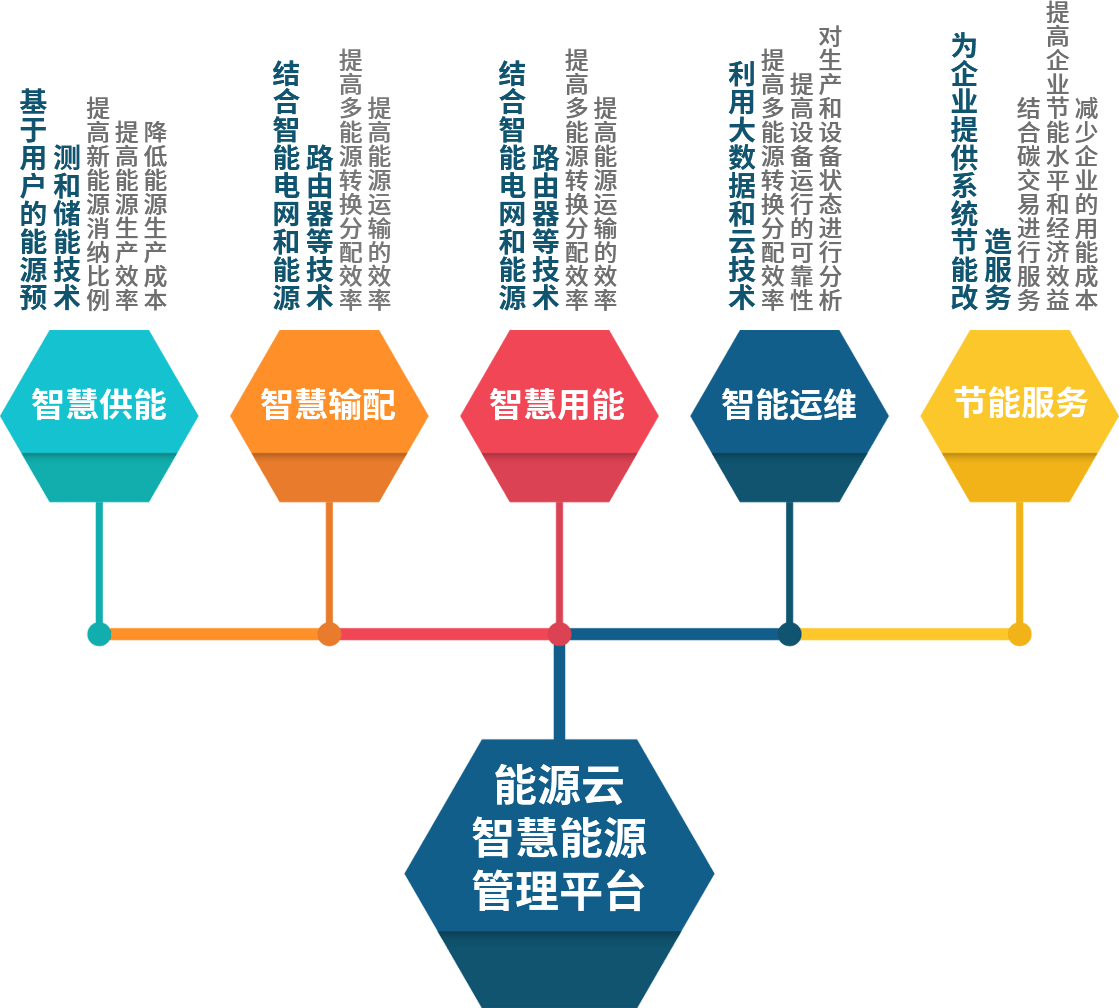 基于用户的能源预
测和储能技术
提高新能源消纳比例
提高能源生产效率
降低能源生产成本
结合智能电网和能源
路由器等技术
提高多能源转换分配效率
提高能源运输的效率
结合智能电网和能源
路由器等技术
提高多能源转换分配效率
提高能源运输的效率
利用大数据和云技术
提高多能源转换分配效率
提高设备运行的可靠性
对生产和设备状态进行分析
为企业提供系统节能改
造服务
结合碳交易进行服务
提高企业节能水平和经济效益
减少企业的用能成本
智慧供能
智慧输配
智慧用能
智能运维
节能服务
能源云
智慧能源
管理平台